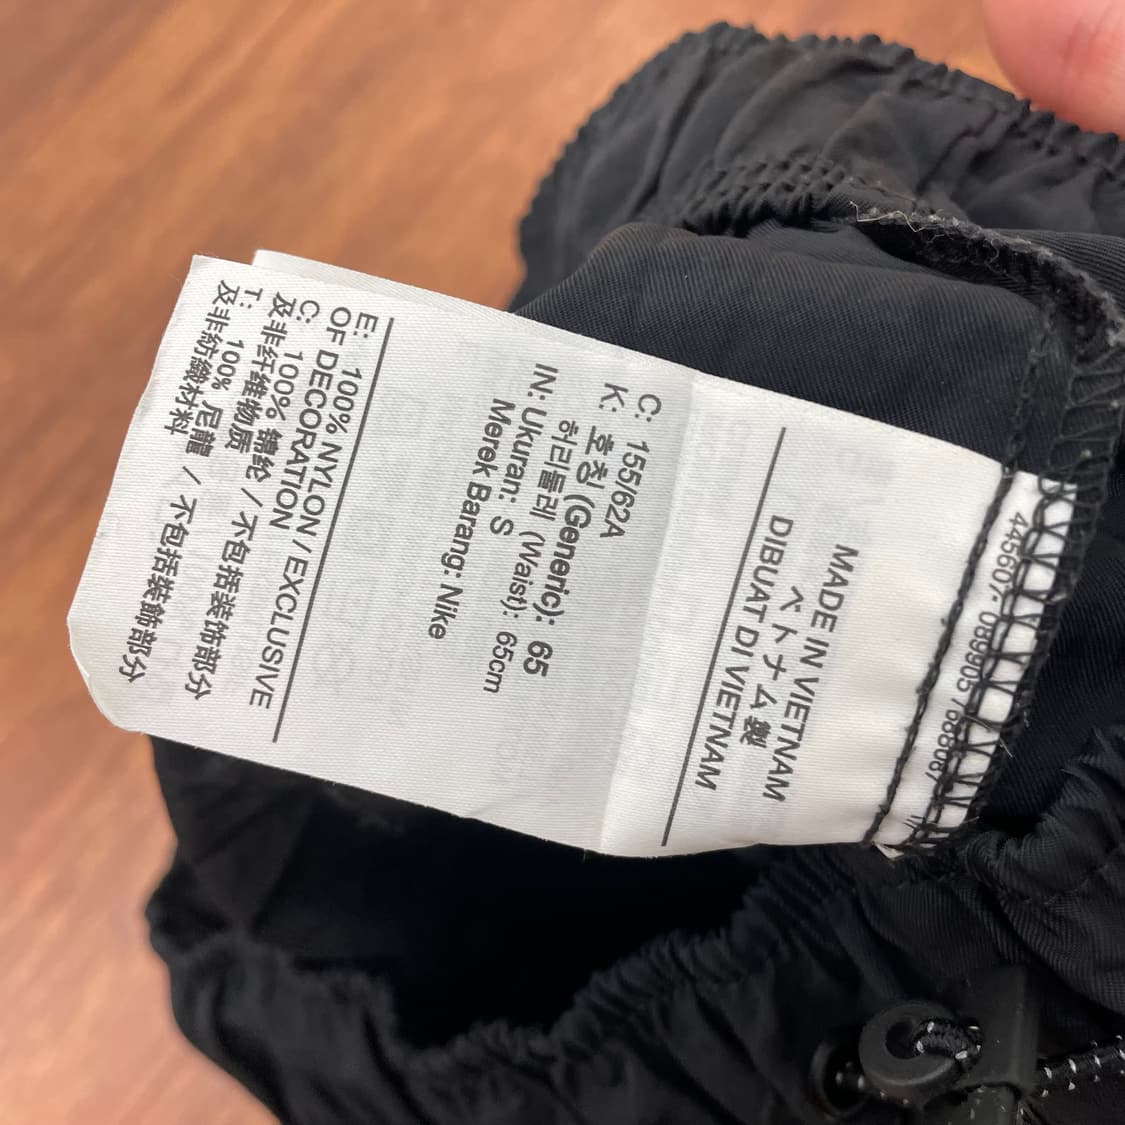 445607- 089905 / 688087
MADE IN VIETNAM
ベトナム製
DIBUAT DI VIETNAM
C: 155/62A
K: 호칭 (Generic): 65
허리둘레 (Waist): 65cm
IN: Ukuran: S
Merek Barang: Nike
E: 100% NYLON / EXCLUSIVE
OF DECORATION
C: 100% 锦纶 / 不包括装饰部分
及非纤维物质
T: 100% 尼龍 / 不包括裝飾部分
及非紡織材料